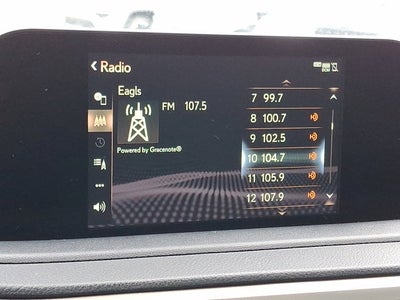 Radio
Eagls
FM 107.5
Powered by Gracenote®
7 99.7
8 100.7
9 102.5
10 104.7
11 105.9
12 107.9